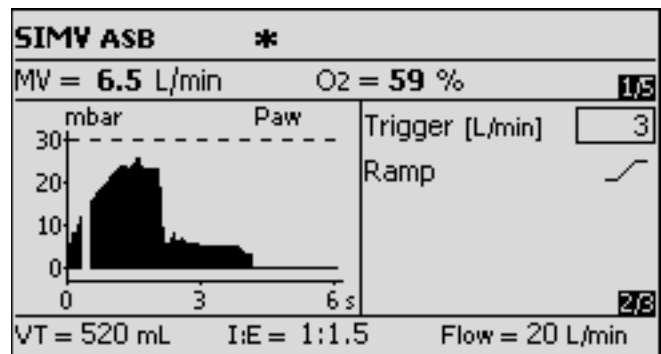 SIMV ASB *
MV = 6.5 L/min O2 = 59 % 1/5
mbar Paw
30
20
10
0
0 3 6 s
Trigger [L/min] 3
Ramp
2/3
VT = 520 mL I:E = 1:1.5 Flow = 20 L/min